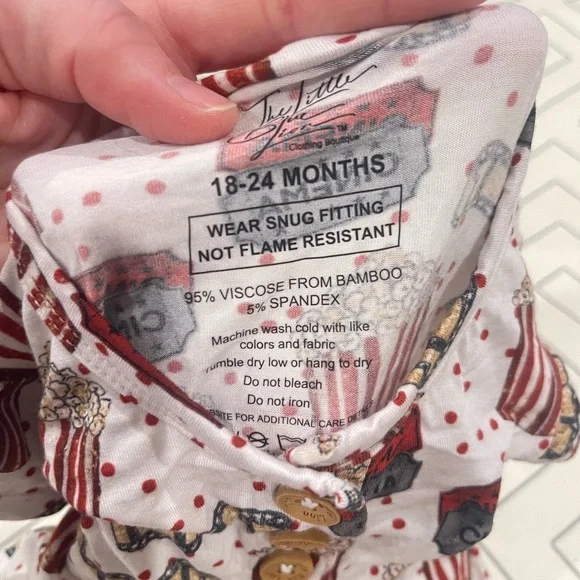 The Little
Blue Lion™
Clothing Boutique
18-24 MONTHS
WEAR SNUG FITTING
NOT FLAME RESISTANT
95% VISCOSE FROM BAMBOO
5% SPANDEX
Machine wash cold with like
colors and fabric
Tumble dry low or hang to dry
Do not bleach
Do not iron
FOR ADDITIONAL CARE